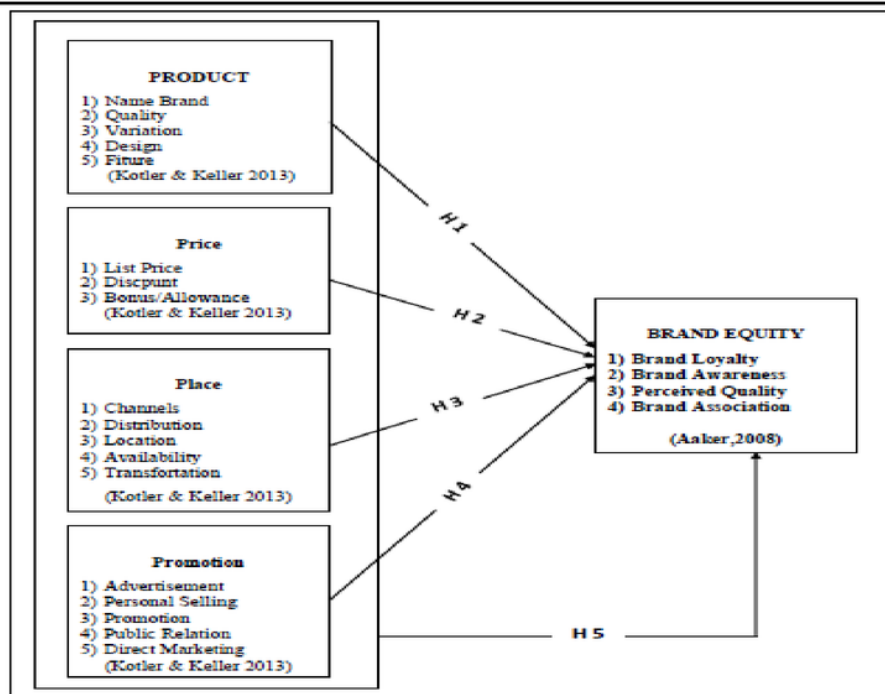 PRODUCT
1) Name Brand
2) Quality
3) Variation
4) Design
5) Fiture
(Kotler & Keller 2013)
Price
1) List Price
2) Discpunt
3) Bonus/Allowance
(Kotler & Keller 2013)
Place
1) Channels
2) Distribution
3) Location
4) Availability
5) Transfortation
(Kotler & Keller 2013)
Promotion
1) Advertisement
2) Personal Selling
3) Promotion
4) Public Relation
5) Direct Marketing
(Kotler & Keller 2013)
H1
H2
H3
H4
H5
BRAND EQUITY
1) Brand Loyalty
2) Brand Awareness
3) Perceived Quality
4) Brand Association
(Aaker,2008)